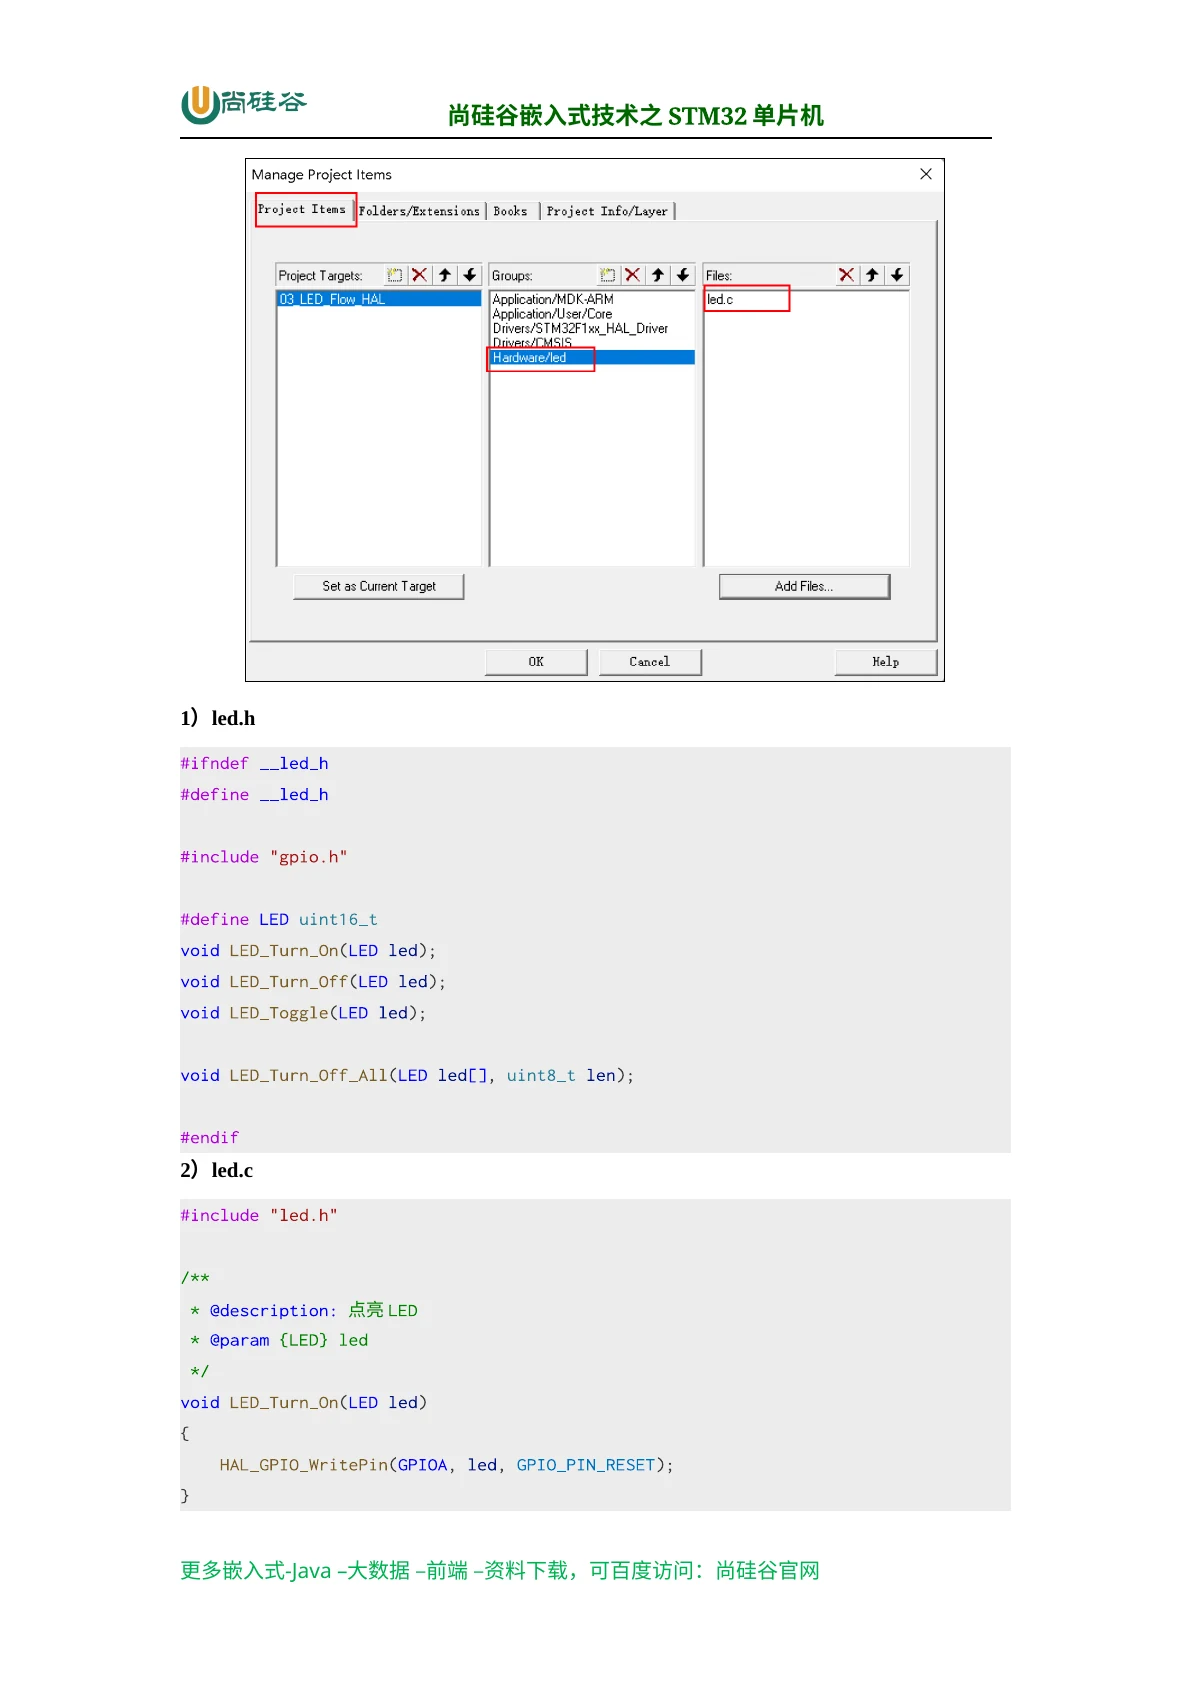 尚硅谷
尚硅谷嵌入式技术之 STM32 单片机
Manage Project Items
Project Items Folders/Extensions Books Project Info/Layer
Project Targets: Groups: Files:
03_LED_Flow_HAL
Application/MDK-ARM
Application/User/Core
Drivers/STM32F1xx_HAL_Driver
Drivers/CMSIS
Hardware/led
led.c
Set as Current Target
Add Files...
OK Cancel Help
1）led.h
#ifndef __led_h
#define __led_h
#include "gpio.h"
#define LED uint16_t
void LED_Turn_On(LED led);
void LED_Turn_Off(LED led);
void LED_Toggle(LED led);
void LED_Turn_Off_All(LED led[], uint8_t len);
#endif
2）led.c
#include "led.h"
/**
 * @description: 点亮 LED
 * @param {LED} led
 */
void LED_Turn_On(LED led)
{
    HAL_GPIO_WritePin(GPIOA, led, GPIO_PIN_RESET);
}
更多嵌入式-Java –大数据 –前端 –资料下载，可百度访问：尚硅谷官网